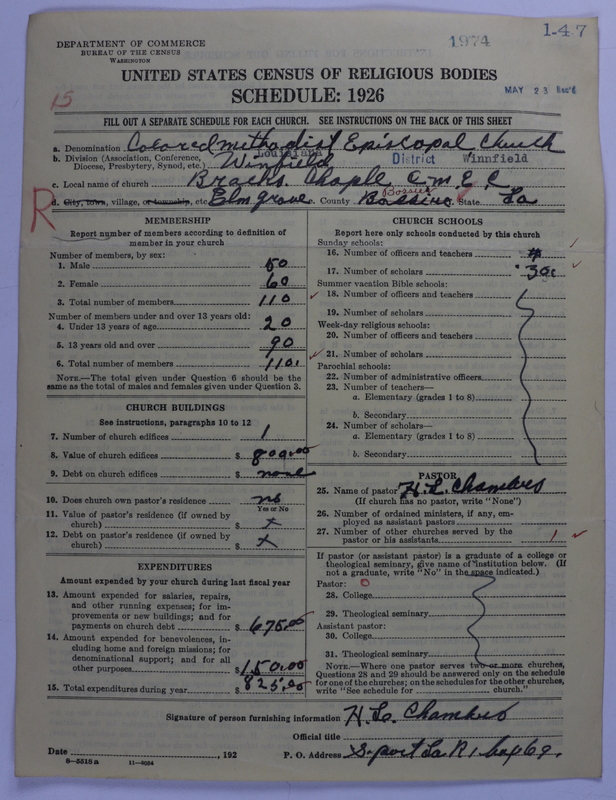 1974
1-47
DEPARTMENT OF COMMERCE
BUREAU OF THE CENSUS
WASHINGTON
UNITED STATES CENSUS OF RELIGIOUS BODIES
MAY 23 Rec'd
15
SCHEDULE: 1926
FILL OUT A SEPARATE SCHEDULE FOR EACH CHURCH. SEE INSTRUCTIONS ON THE BACK OF THIS SHEET
a. Denomination Colored Methodist Episcopal Church
b. Division (Association, Conference, Diocese, Presbytery, Synod, etc.) Winfield Louisiana District Winnfield
c. Local name of church Bracks Chaple C.M.E.C
R
d. City, town, village, or township, etc. Elmgrove e. County Bossier f. State La
MEMBERSHIP
Report number of members according to definition of
member in your church
Number of members, by sex:
1. Male 50
2. Female 60
3. Total number of members 110
Number of members under and over 13 years old:
4. Under 13 years of age 20
5. 13 years old and over 90
6. Total number of members 110
NOTE.—The total given under Question 6 should be the
same as the total of males and females given under Question 3.
CHURCH BUILDINGS
See instructions, paragraphs 10 to 12
7. Number of church edifices 1
8. Value of church edifices $ 800.00
9. Debt on church edifices $ none
10. Does church own pastor's residence no
Yes or No
11. Value of pastor's residence (if owned by
church) $ x
12. Debt on pastor's residence (if owned by
church) $ x
EXPENDITURES
Amount expended by your church during last fiscal year
13. Amount expended for salaries, repairs,
and other running expenses; for im-
provements or new buildings; and for
payments on church debt $ 675.00
14. Amount expended for benevolences, in-
cluding home and foreign missions; for
denominational support; and for all
other purposes $ 150.00
15. Total expenditures during year $ 825.00
CHURCH SCHOOLS
Report here only schools conducted by this church
Sunday schools:
16. Number of officers and teachers
17. Number of scholars
Summer vacation Bible schools:
18. Number of officers and teachers
19. Number of scholars
Week-day religious schools:
20. Number of officers and teachers
21. Number of scholars
Parochial schools:
22. Number of administrative officers
23. Number of teachers—
a. Elementary (grades 1 to 8)
b. Secondary
24. Number of scholars—
a. Elementary (grades 1 to 8)
b. Secondary
PASTOR
25. Name of pastor H. L. Chambers
(If church has no pastor, write "None")
26. Number of ordained ministers, if any, em-
ployed as assistant pastors
27. Number of other churches served by the
pastor or his assistants 1
If pastor (or assistant pastor) is a graduate of a college or
theological seminary, give name of institution below. (If
not a graduate, write "No" in the space indicated.)
Pastor: 0
28. College
29. Theological seminary
Assistant pastor:
30. College
31. Theological seminary
NOTE.—Where one pastor serves two or more churches,
Questions 28 and 29 should be answered only on the schedule
for one of the churches; on the schedules for the other churches,
write "See schedule for church."
Signature of person furnishing information H. L. Chambers
Official title
Date , 192 P. O. Address S. port La R 1 box 69.
8—5518 a 11—9054